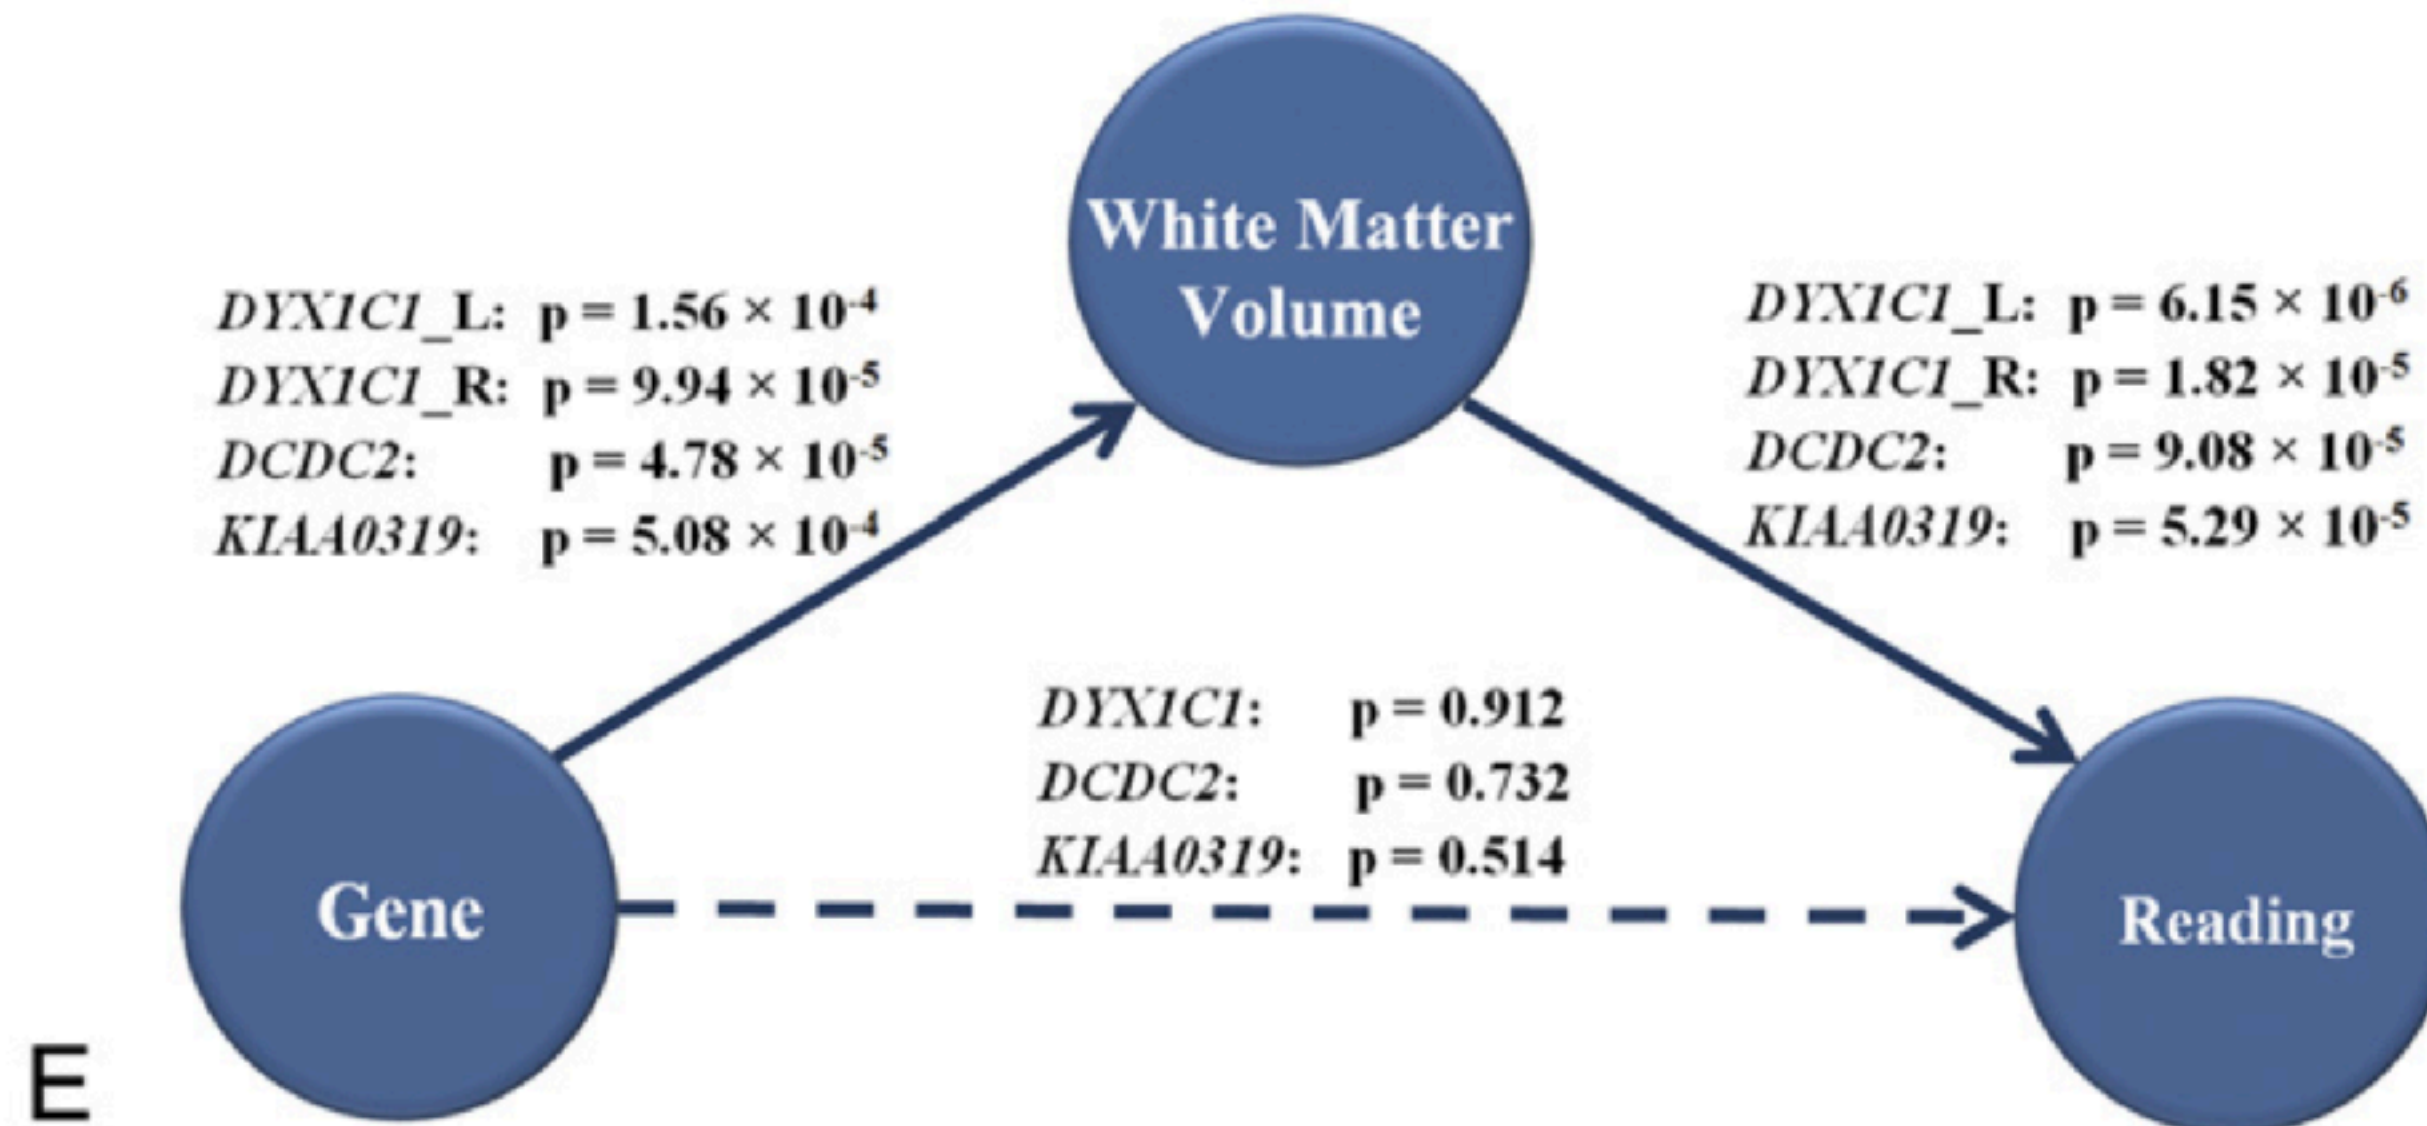 White Matter
Volume
DYX1C1_L: p = 1.56 × 10⁻⁴
DYX1C1_R: p = 9.94 × 10⁻⁵
DCDC2: p = 4.78 × 10⁻⁵
KIAA0319: p = 5.08 × 10⁻⁴
DYX1C1_L: p = 6.15 × 10⁻⁶
DYX1C1_R: p = 1.82 × 10⁻⁵
DCDC2: p = 9.08 × 10⁻⁵
KIAA0319: p = 5.29 × 10⁻⁵
DYX1C1: p = 0.912
DCDC2: p = 0.732
KIAA0319: p = 0.514
Gene
Reading
E